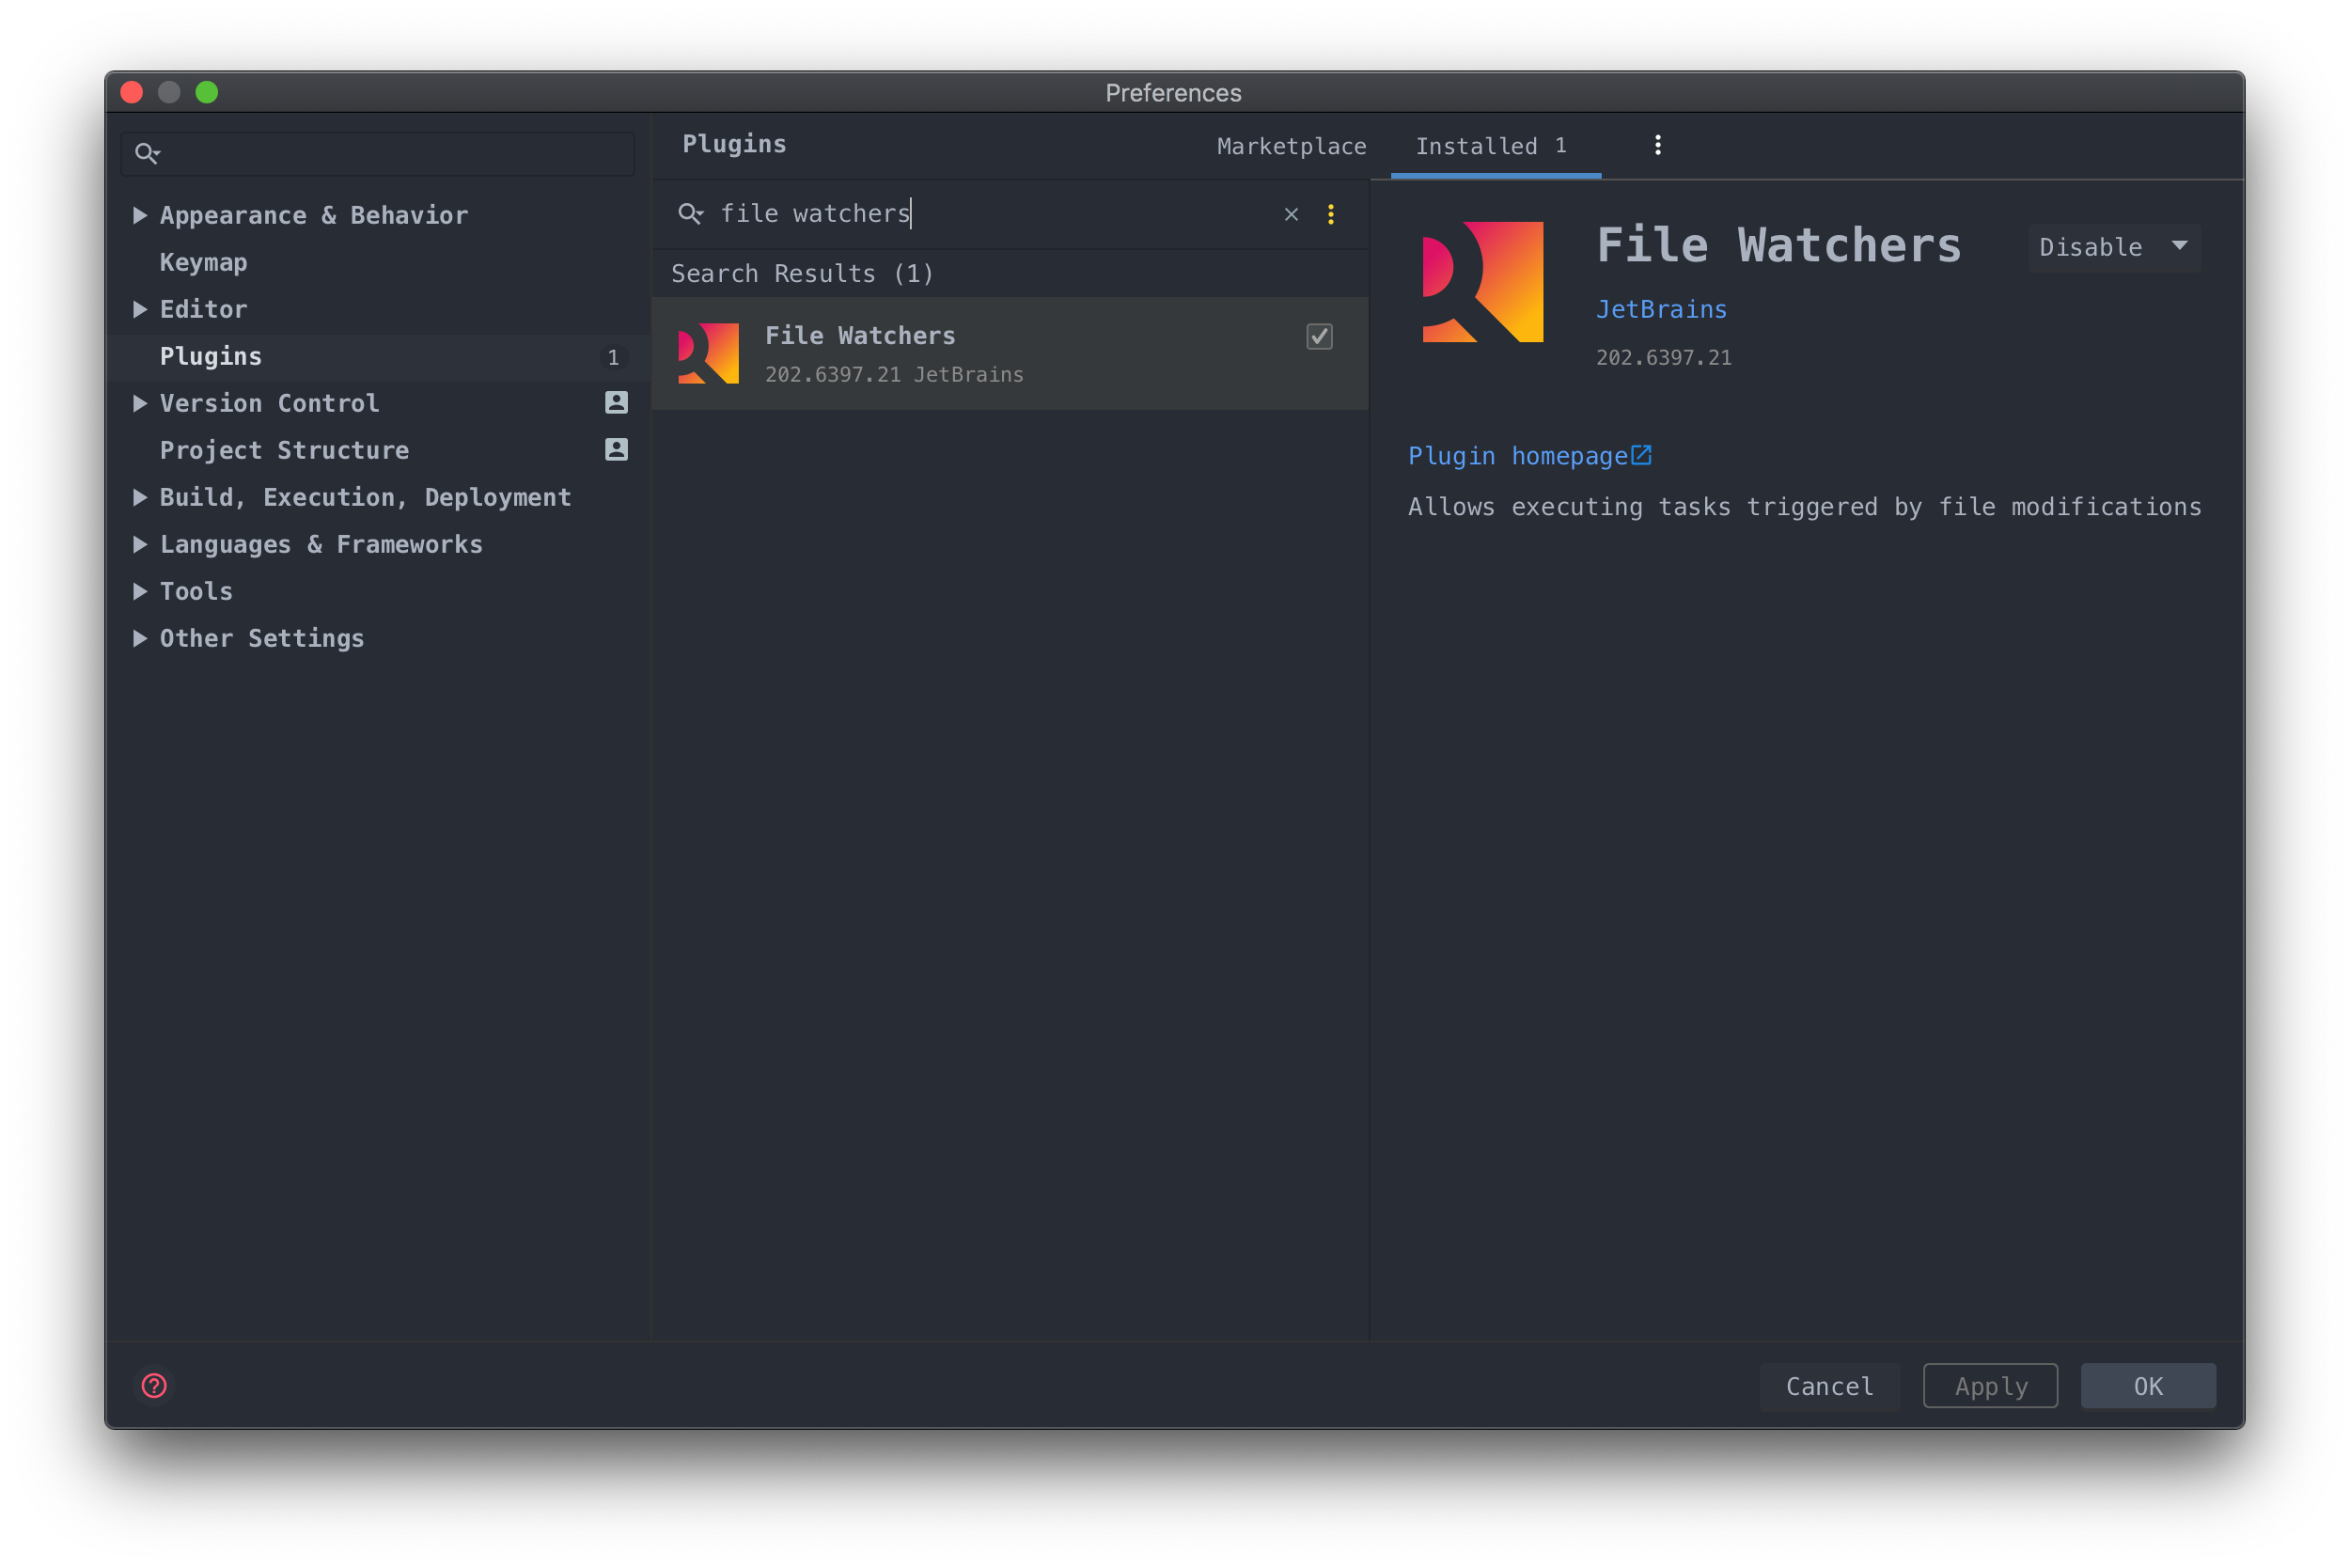 Preferences
Appearance & Behavior
Keymap
Editor
Plugins 1
Version Control
Project Structure
Build, Execution, Deployment
Languages & Frameworks
Tools
Other Settings
Plugins Marketplace Installed 1
file watchers
Search Results (1)
File Watchers
202.6397.21 JetBrains
File Watchers Disable
JetBrains
202.6397.21
Plugin homepage
Allows executing tasks triggered by file modifications
? Cancel Apply OK